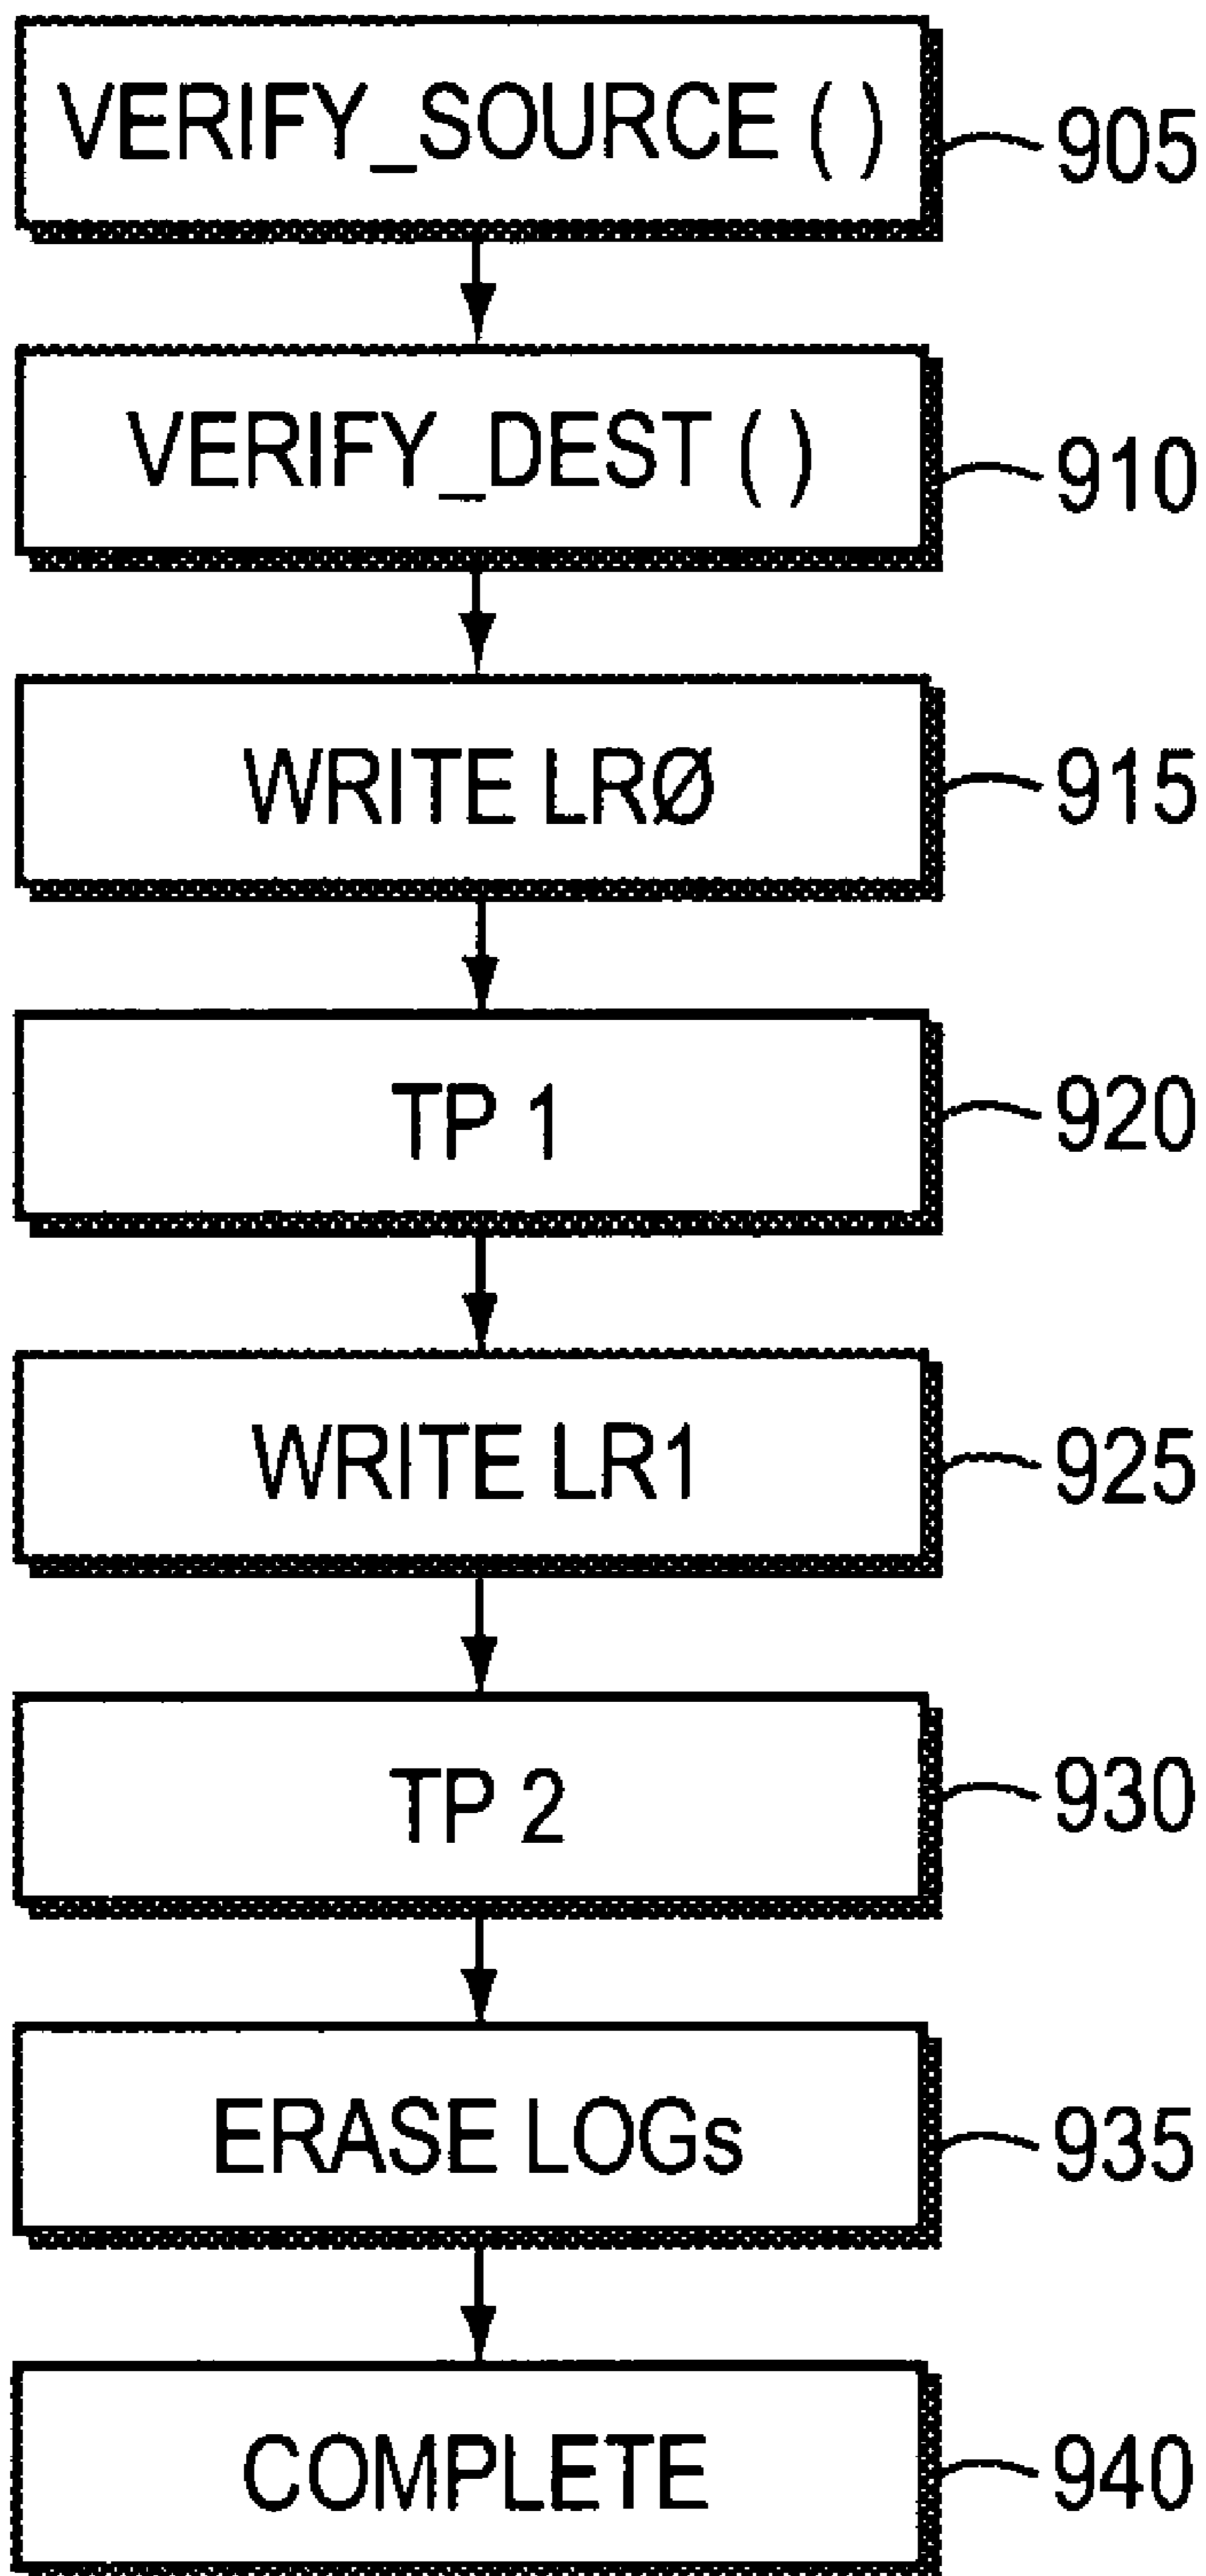 VERIFY_SOURCE ( ) 905
VERIFY_DEST ( ) 910
WRITE LRØ 915
TP 1 920
WRITE LR1 925
TP 2 930
ERASE LOGs 935
COMPLETE 940